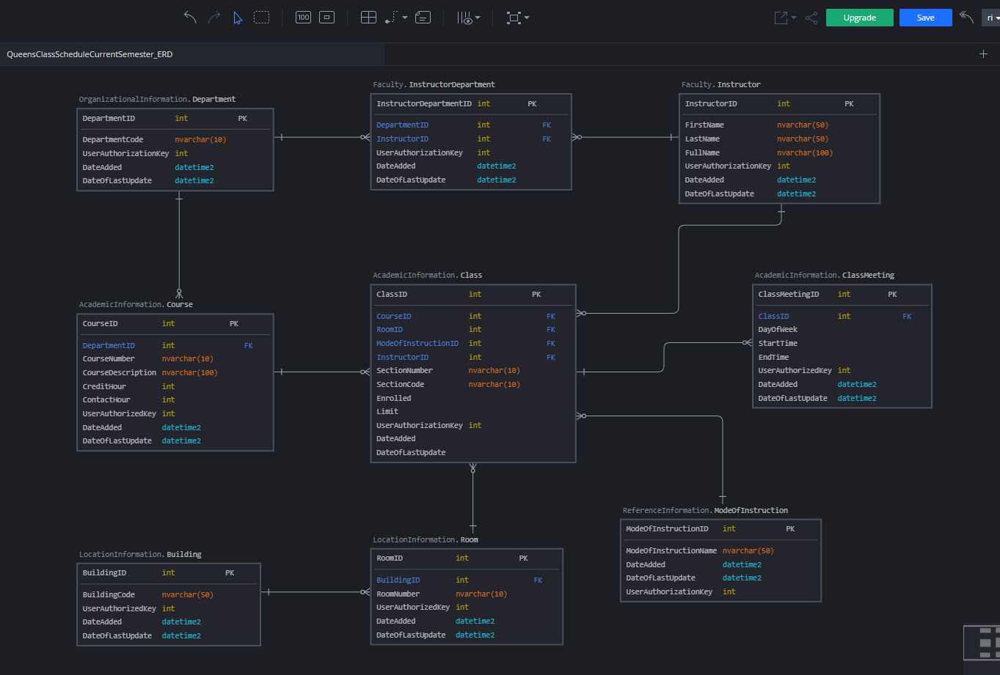 100
Upgrade
Save
ri
QueensClassScheduleCurrentSemester_ERD
OrganizationalInformation.Department
DepartmentID int PK
DepartmentCode nvarchar(10)
UserAuthorizationKey int
DateAdded datetime2
DateOfLastUpdate datetime2
Faculty.InstructorDepartment
InstructorDepartmentID int PK
DepartmentID int FK
InstructorID int FK
UserAuthorizationKey int
DateAdded datetime2
DateOfLastUpdate datetime2
Faculty.Instructor
InstructorID int PK
FirstName nvarchar(50)
LastName nvarchar(50)
FullName nvarchar(100)
UserAuthorizationKey int
DateAdded datetime2
DateOfLastUpdate datetime2
AcademicInformation.Course
CourseID int PK
DepartmentID int FK
CourseNumber nvarchar(10)
CourseDescription nvarchar(100)
CreditHour int
ContactHour int
UserAuthorizedKey int
DateAdded datetime2
DateOfLastUpdate datetime2
AcademicInformation.Class
ClassID int PK
CourseID int FK
RoomID int FK
ModeOfInstructionID int FK
InstructorID int FK
SectionNumber nvarchar(10)
SectionCode nvarchar(10)
Enrolled
Limit
UserAuthorizationKey int
DateAdded
DateOfLastUpdate
AcademicInformation.ClassMeeting
ClassMeetingID int PK
ClassID int FK
DayOfWeek
StartTime
EndTime
UserAuthorizedKey int
DateAdded datetime2
DateOfLastUpdate datetime2
LocationInformation.Building
BuildingID int PK
BuildingCode nvarchar(50)
UserAuthorizedKey int
DateAdded datetime2
DateOfLastUpdate datetime2
LocationInformation.Room
RoomID int PK
BuildingID int FK
RoomNumber nvarchar(10)
UserAuthorizedKey int
DateAdded datetime2
DateOfLastUpdate datetime2
ReferenceInformation.ModeOfInstruction
ModeOfInstructionID int PK
ModeOfInstructionName nvarchar(50)
DateAdded datetime2
DateOfLastUpdate datetime2
UserAuthorizationKey int